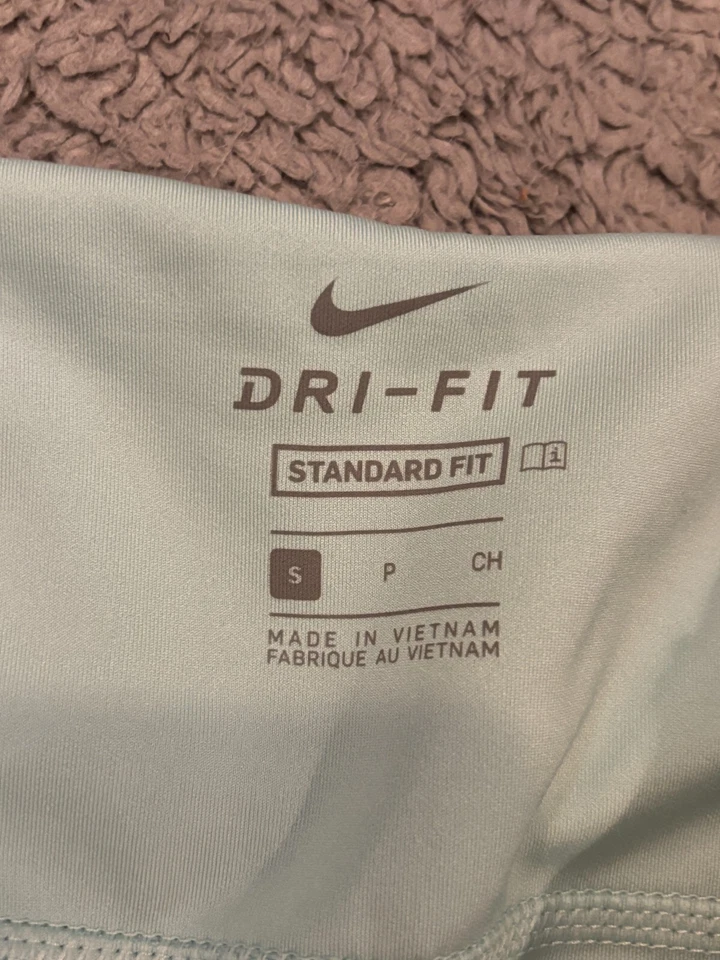 DRI-FIT
STANDARD FIT i
S P CH
MADE IN VIETNAM
FABRIQUE AU VIETNAM